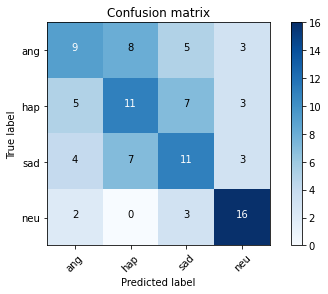 Confusion matrix
ang 9 8 5 3
hap 5 11 7 3
sad 4 7 11 3
neu 2 0 3 16
ang hap sad neu
True label
Predicted label
16
14
12
10
8
6
4
2
0